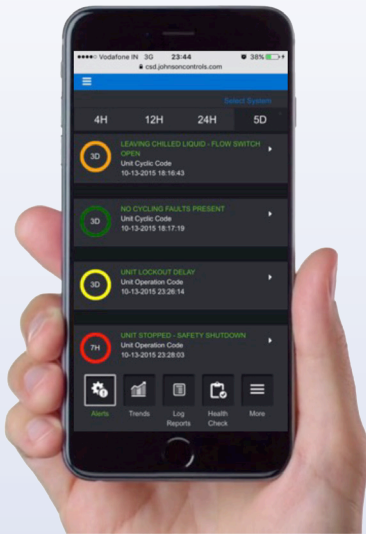 Vodafone IN 3G 23:44 38%
csd.johnsoncontrols.com
Select System
4H 12H 24H 5D
3D
LEAVING CHILLED LIQUID - FLOW SWITCH
OPEN
Unit Cyclic Code
10-13-2015 18:16:43
3D
NO CYCLING FAULTS PRESENT
Unit Cyclic Code
10-13-2015 18:17:19
3D
UNIT LOCKOUT DELAY
Unit Operation Code
10-13-2015 23:26:14
7H
UNIT STOPPED - SAFETY SHUTDOWN
Unit Operation Code
10-13-2015 23:28:03
Alerts Trends Log Health More
Reports Check